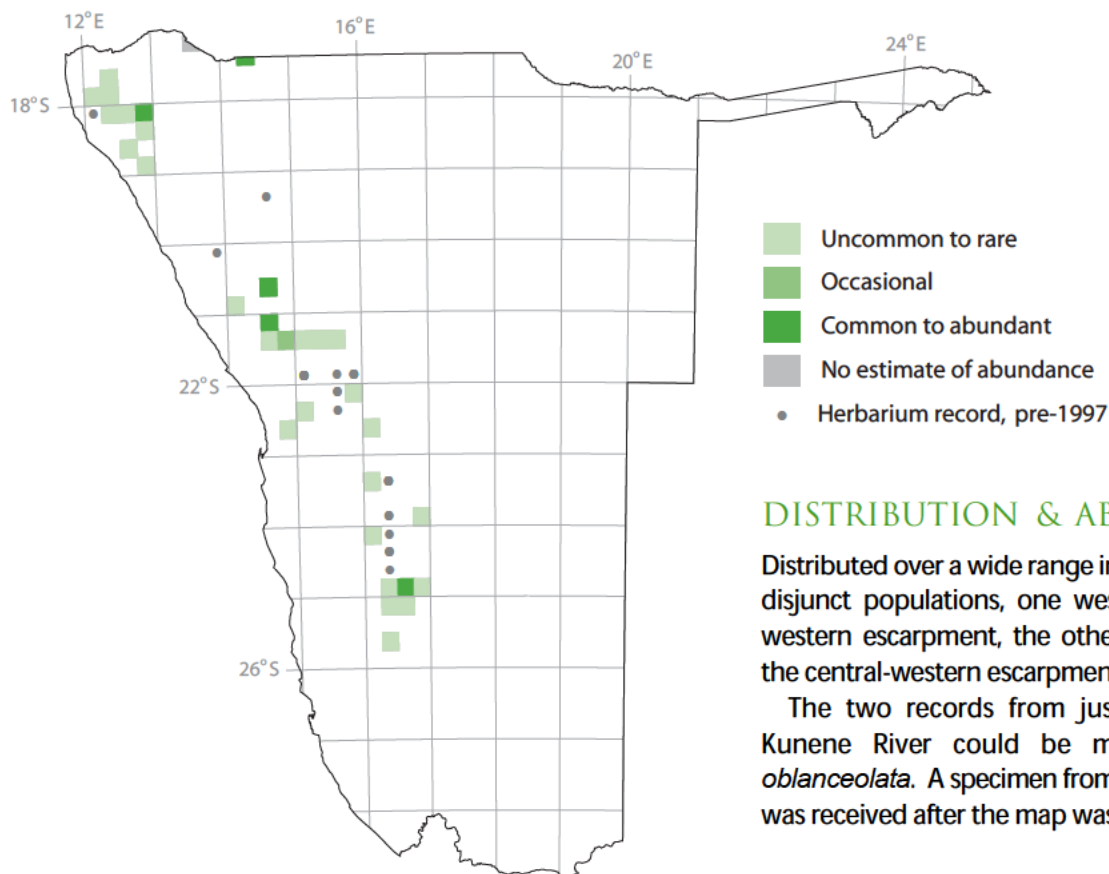 12°E
16°E
20°E
24°E
18°S
22°S
26°S
Uncommon to rare
Occasional
Common to abundant
No estimate of abundance
Herbarium record, pre-1997
DISTRIBUTION & AB
Distributed over a wide range in
disjunct populations, one wes
western escarpment, the othe
the central-western escarpmen
The two records from jus
Kunene River could be m
oblanceolata. A specimen from
was received after the map was